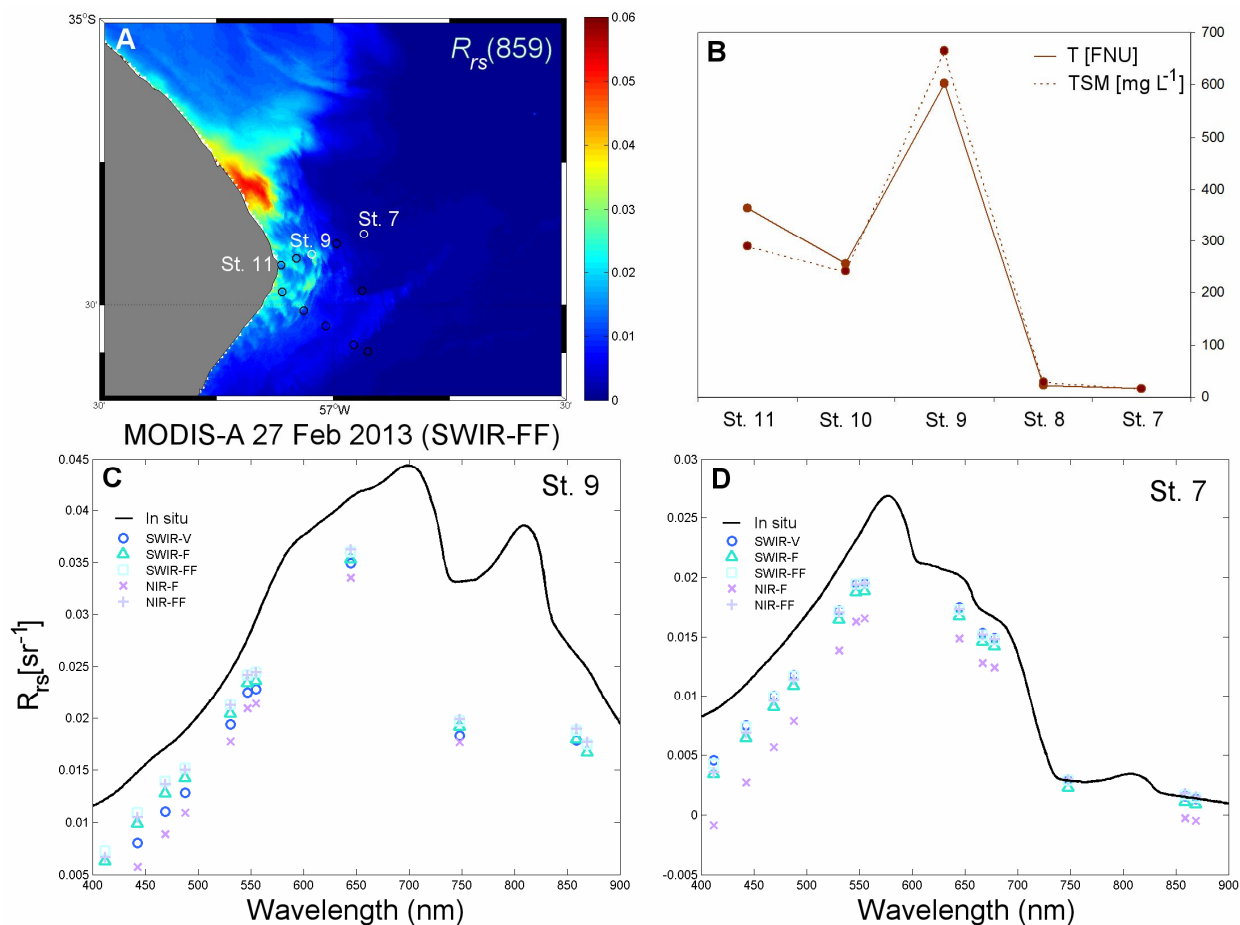 35°S
A
Rrs(859)
0.06
0.05
0.04
0.03
0.02
0.01
0
St. 7
St. 9
St. 11
30'
30'
57°W
30'
MODIS-A 27 Feb 2013 (SWIR-FF)
B
T [FNU]
TSM [mg L-1]
700
600
500
400
300
200
100
0
St. 11 St. 10 St. 9 St. 8 St. 7
C
St. 9
In situ
SWIR-V
SWIR-F
SWIR-FF
NIR-F
NIR-FF
0.045
0.04
0.035
0.03
0.025
0.02
0.015
0.01
0.005
Rrs[sr-1]
400 450 500 550 600 650 700 750 800 850 900
Wavelength (nm)
D
St. 7
In situ
SWIR-V
SWIR-F
SWIR-FF
NIR-F
NIR-FF
0.03
0.025
0.02
0.015
0.01
0.005
0
-0.005
400 450 500 550 600 650 700 750 800 850 900
Wavelength (nm)